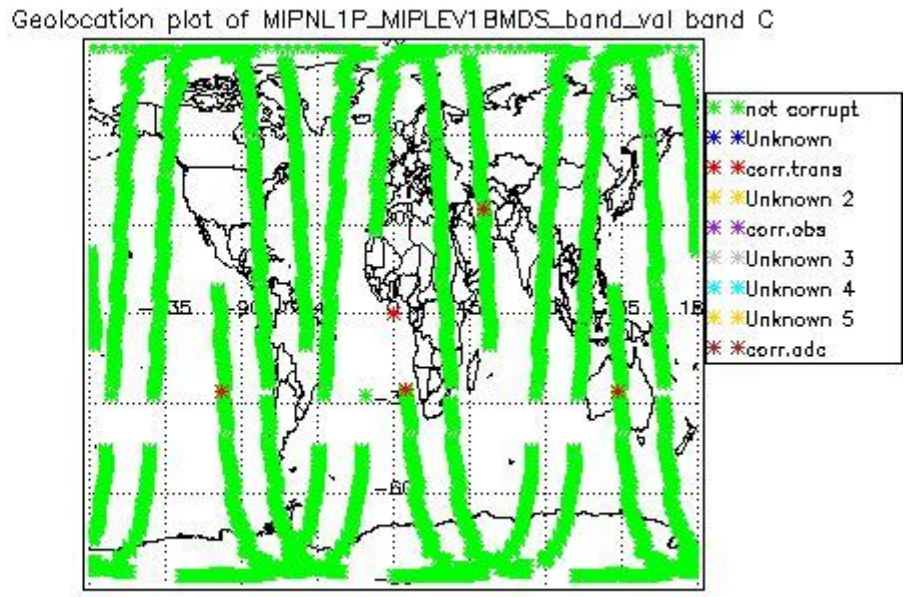 Geolocation plot of MIPNL1P_MIPLEV1BMDS_band_val band C
not corrupt
Unknown
corr.trans
Unknown 2
corr.obs
Unknown 3
Unknown 4
Unknown 5
corr.adc
-60